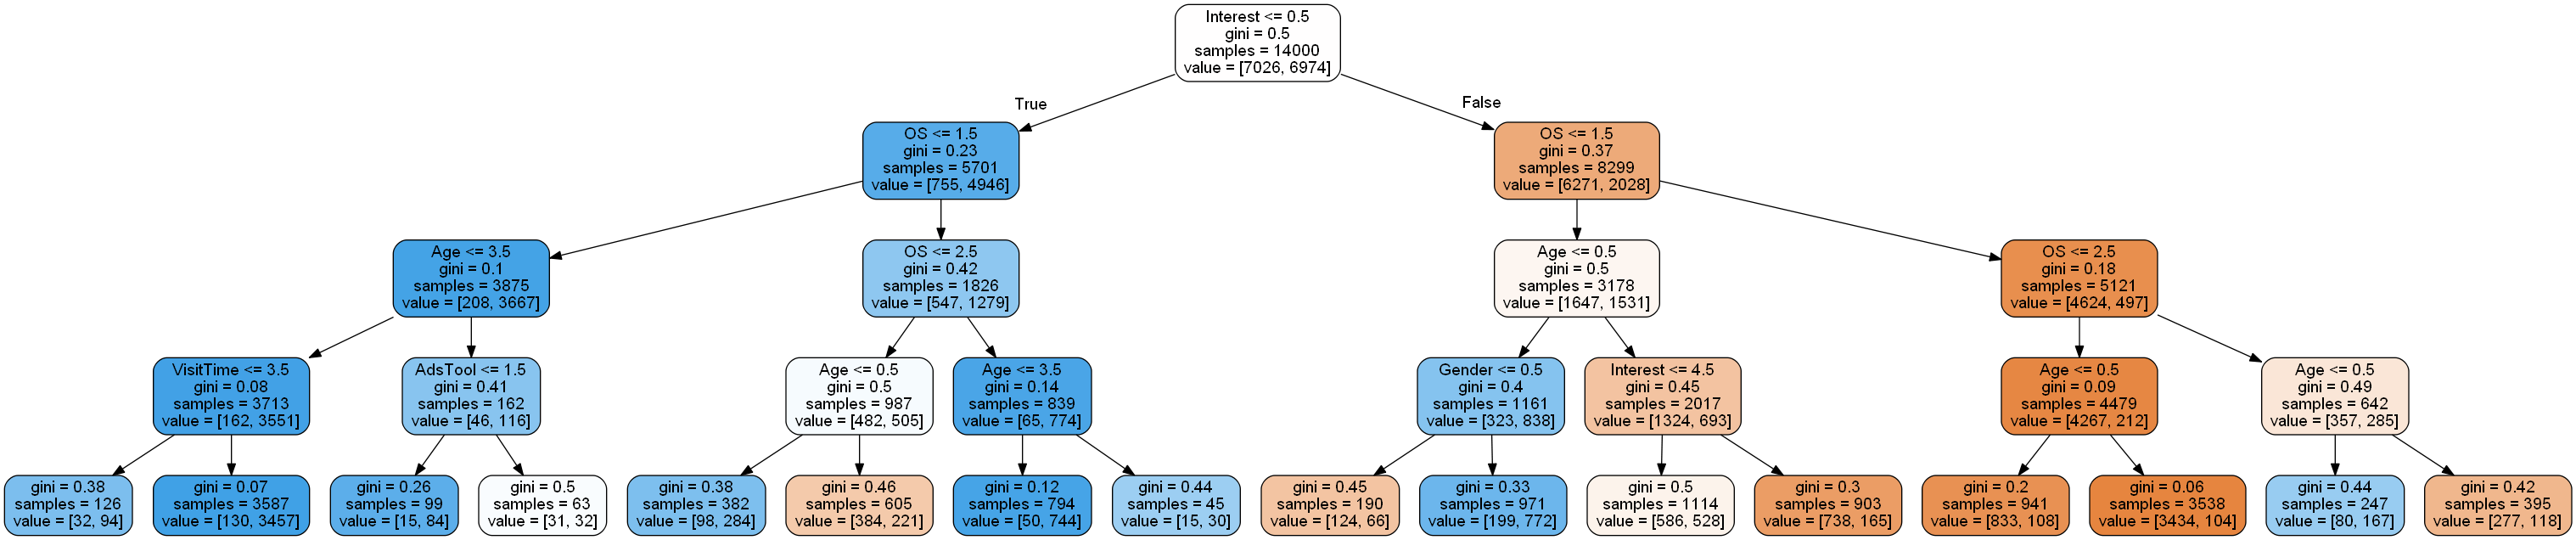 Interest <= 0.5
gini = 0.5
samples = 14000
value = [7026, 6974]
True
False
OS <= 1.5
gini = 0.23
samples = 5701
value = [755, 4946]
OS <= 1.5
gini = 0.37
samples = 8299
value = [6271, 2028]
Age <= 3.5
gini = 0.1
samples = 3875
value = [208, 3667]
OS <= 2.5
gini = 0.42
samples = 1826
value = [547, 1279]
Age <= 0.5
gini = 0.5
samples = 3178
value = [1647, 1531]
OS <= 2.5
gini = 0.18
samples = 5121
value = [4624, 497]
VisitTime <= 3.5
gini = 0.08
samples = 3713
value = [162, 3551]
AdsTool <= 1.5
gini = 0.41
samples = 162
value = [46, 116]
Age <= 0.5
gini = 0.5
samples = 987
value = [482, 505]
Age <= 3.5
gini = 0.14
samples = 839
value = [65, 774]
Gender <= 0.5
gini = 0.4
samples = 1161
value = [323, 838]
Interest <= 4.5
gini = 0.45
samples = 2017
value = [1324, 693]
Age <= 0.5
gini = 0.09
samples = 4479
value = [4267, 212]
Age <= 0.5
gini = 0.49
samples = 642
value = [357, 285]
gini = 0.38
samples = 126
value = [32, 94]
gini = 0.07
samples = 3587
value = [130, 3457]
gini = 0.26
samples = 99
value = [15, 84]
gini = 0.5
samples = 63
value = [31, 32]
gini = 0.38
samples = 382
value = [98, 284]
gini = 0.46
samples = 605
value = [384, 221]
gini = 0.12
samples = 794
value = [50, 744]
gini = 0.44
samples = 45
value = [15, 30]
gini = 0.45
samples = 190
value = [124, 66]
gini = 0.33
samples = 971
value = [199, 772]
gini = 0.5
samples = 1114
value = [586, 528]
gini = 0.3
samples = 903
value = [738, 165]
gini = 0.2
samples = 941
value = [833, 108]
gini = 0.06
samples = 3538
value = [3434, 104]
gini = 0.44
samples = 247
value = [80, 167]
gini = 0.42
samples = 395
value = [277, 118]